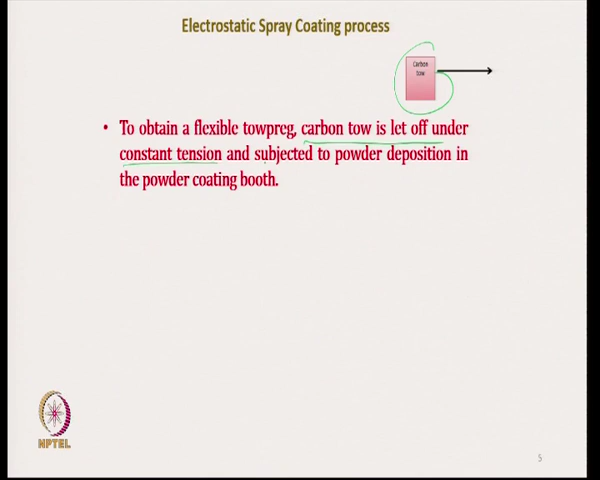 Electrostatic Spray Coating process
Carbon
tow
• To obtain a flexible towpreg, carbon tow is let off under
constant tension and subjected to powder deposition in
the powder coating booth.
NPTEL
5